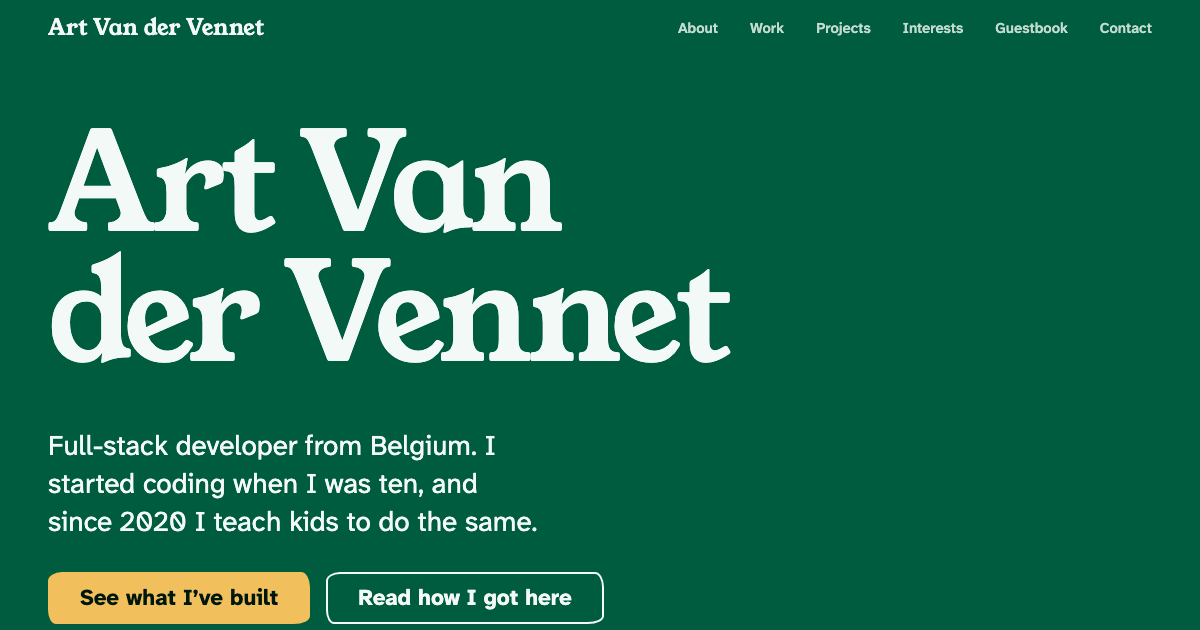 Art Van der Vennet
About Work Projects Interests Guestbook Contact
Art Van
der Vennet
Full-stack developer from Belgium. I
started coding when I was ten, and
since 2020 I teach kids to do the same.
See what I’ve built
Read how I got here